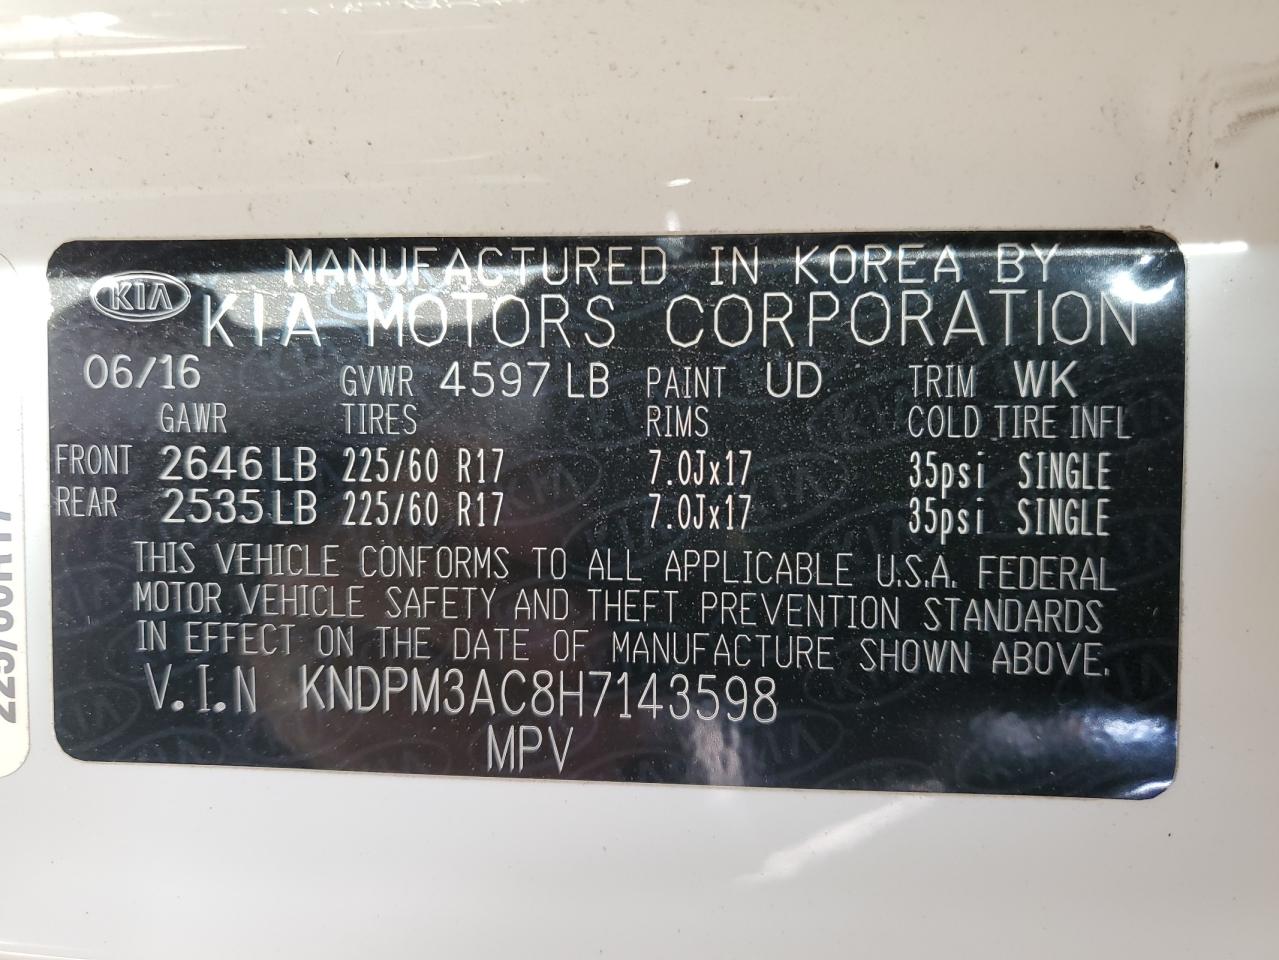 MANUFACTURED IN KOREA BY
KIA
KIA MOTORS CORPORATION
06/16 GVWR 4597 LB PAINT UD TRIM WK
GAWR TIRES RIMS COLD TIRE INFL
FRONT 2646 LB 225/60 R17 7.0Jx17 35psi SINGLE
REAR 2535 LB 225/60 R17 7.0Jx17 35psi SINGLE
THIS VEHICLE CONFORMS TO ALL APPLICABLE U.S.A. FEDERAL
MOTOR VEHICLE SAFETY AND THEFT PREVENTION STANDARDS
IN EFFECT ON THE DATE OF MANUFACTURE SHOWN ABOVE.
V.I.N KNDPM3AC8H7143598
MPV